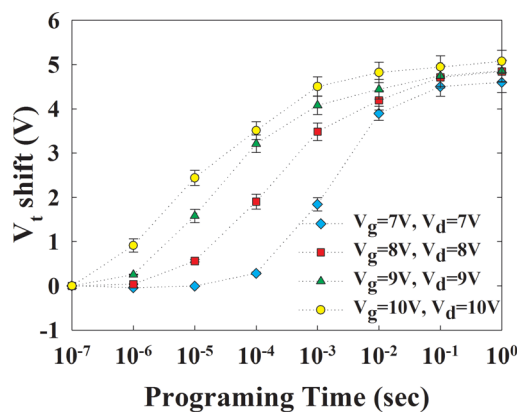 6
5
4
3
2
1
0
-1
V_t shift (V)
V_g=7V, V_d=7V
V_g=8V, V_d=8V
V_g=9V, V_d=9V
V_g=10V, V_d=10V
10^-7 10^-6 10^-5 10^-4 10^-3 10^-2 10^-1 10^0
Programing Time (sec)